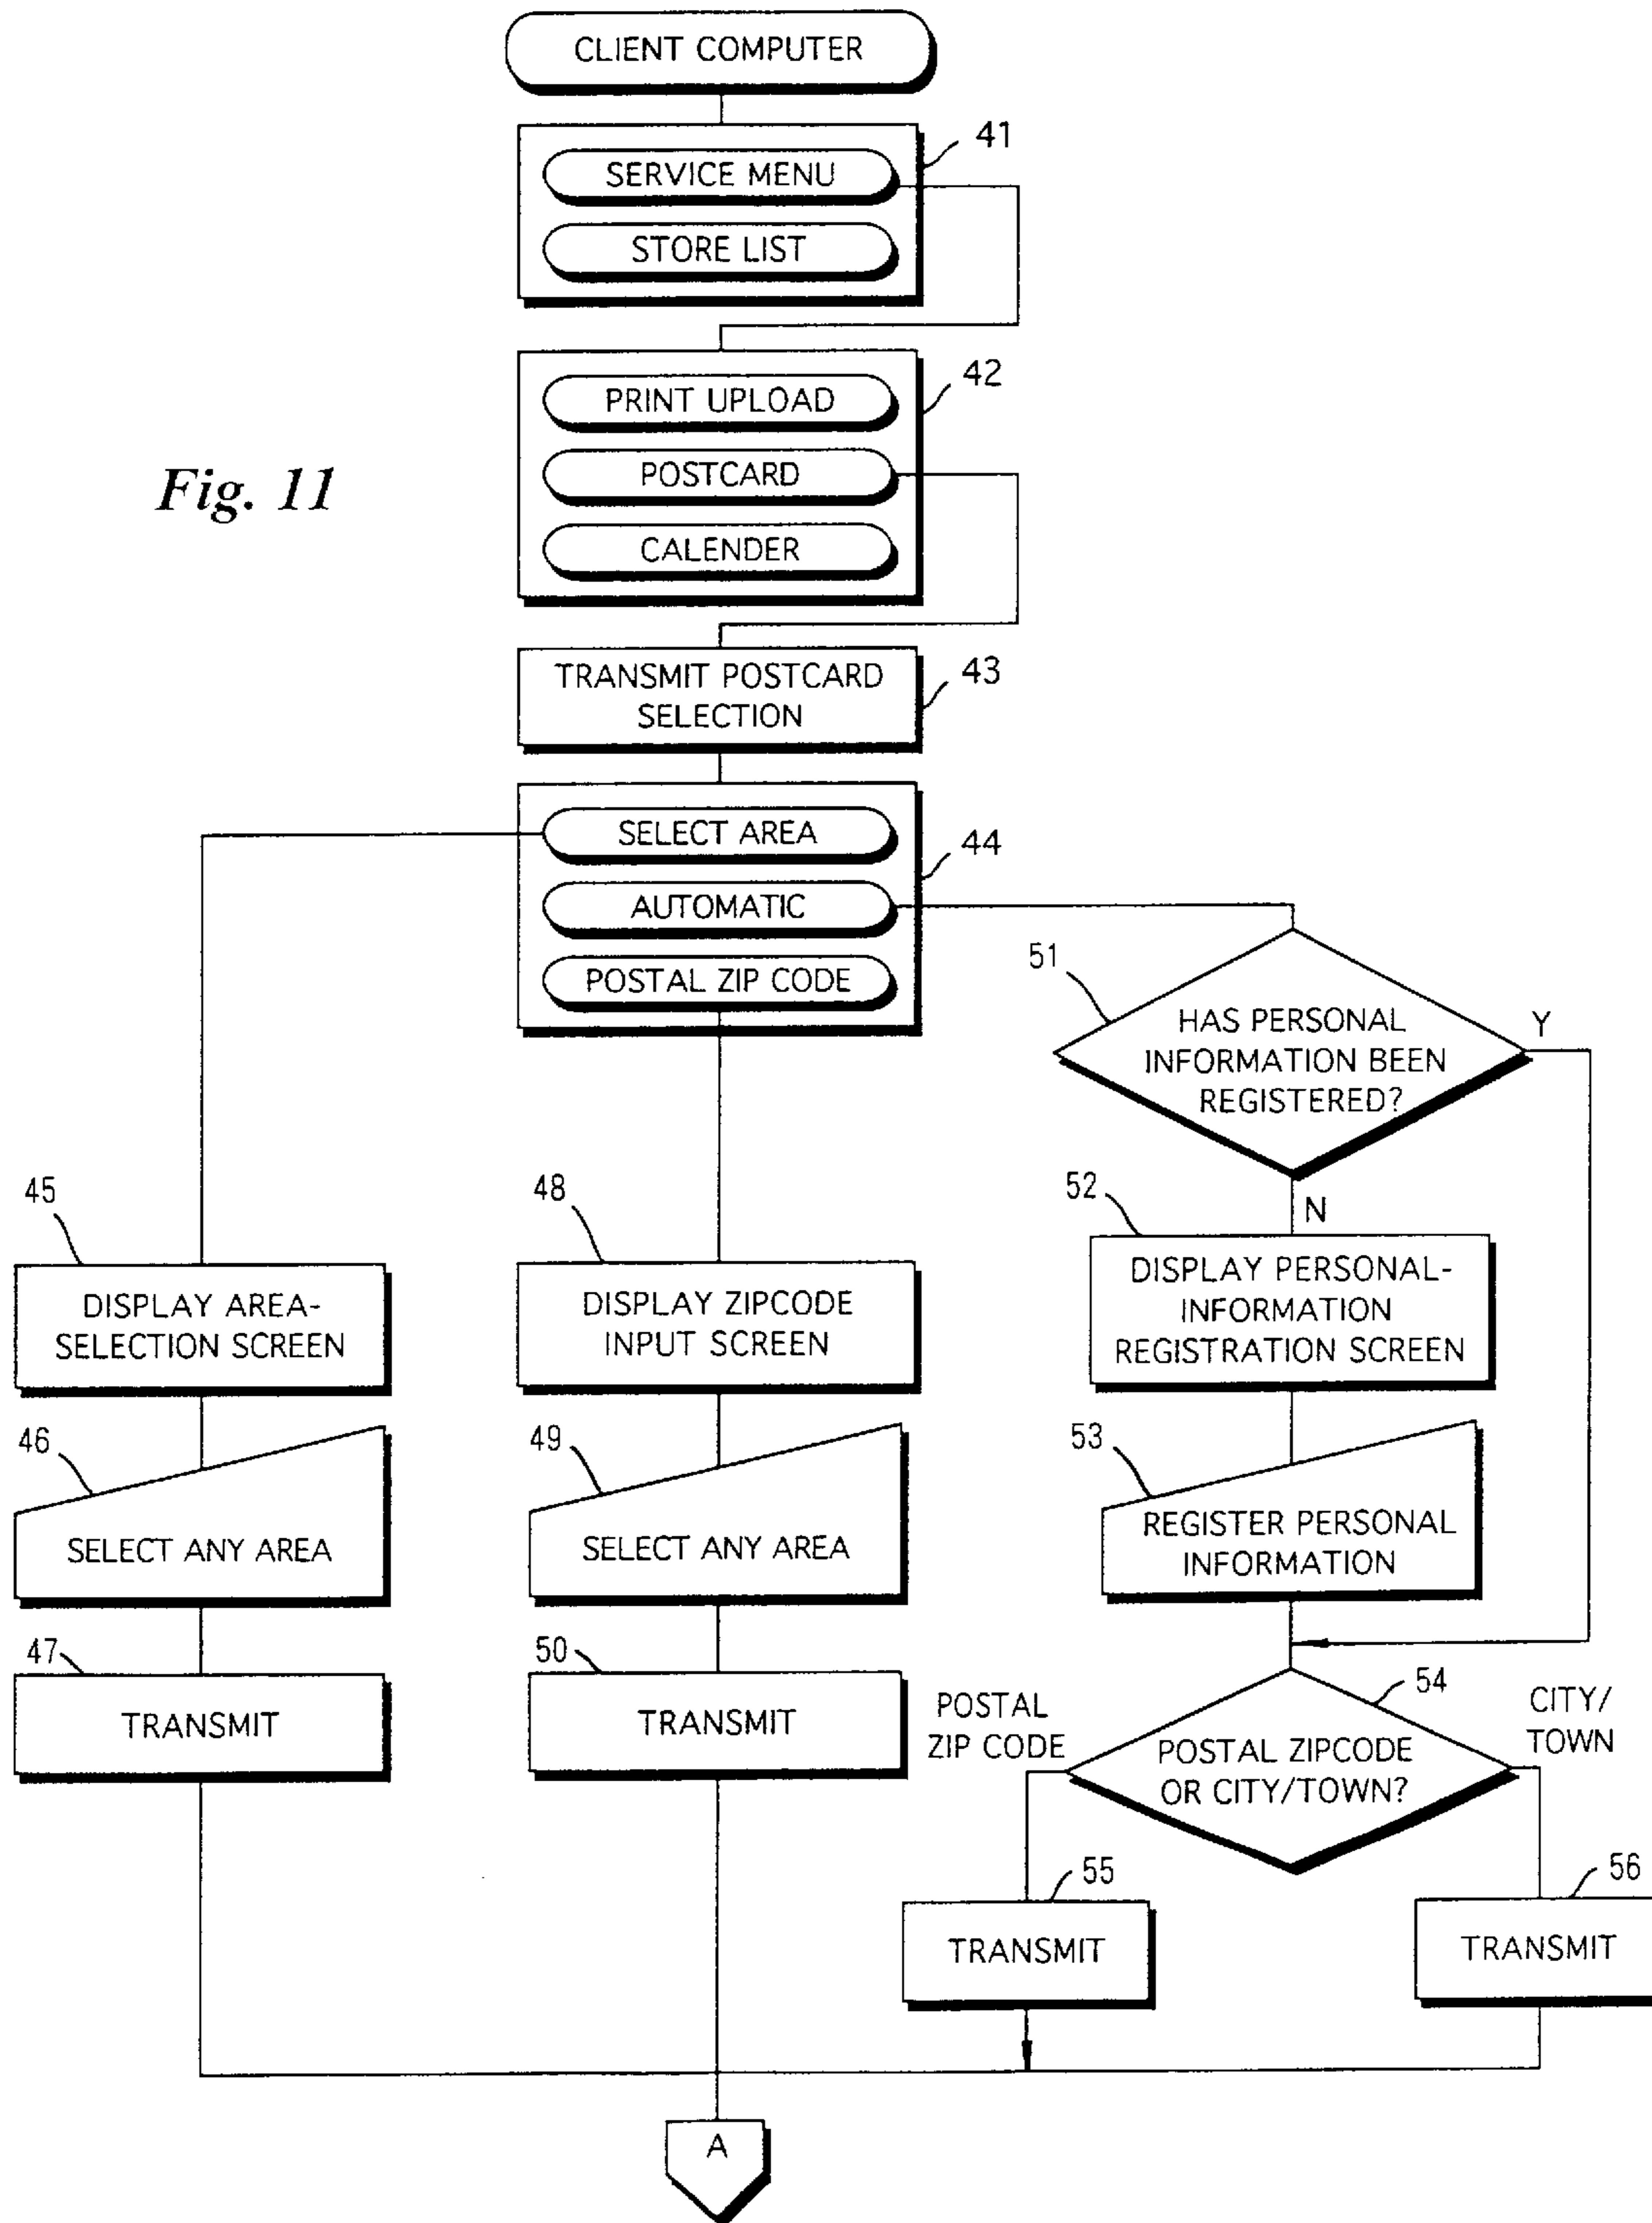 CLIENT COMPUTER
41
SERVICE MENU
STORE LIST
42
PRINT UPLOAD
POSTCARD
CALENDER
Fig. 11
43
TRANSMIT POSTCARD
SELECTION
44
SELECT AREA
AUTOMATIC
POSTAL ZIP CODE
51
HAS PERSONAL
INFORMATION BEEN
REGISTERED?
Y
N
45
DISPLAY AREA-
SELECTION SCREEN
46
SELECT ANY AREA
47
TRANSMIT
48
DISPLAY ZIPCODE
INPUT SCREEN
49
SELECT ANY AREA
50
TRANSMIT
52
DISPLAY PERSONAL-
INFORMATION
REGISTRATION SCREEN
53
REGISTER PERSONAL
INFORMATION
54
POSTAL
ZIP CODE
POSTAL ZIPCODE
OR CITY/TOWN?
CITY/
TOWN
55
TRANSMIT
56
TRANSMIT
A